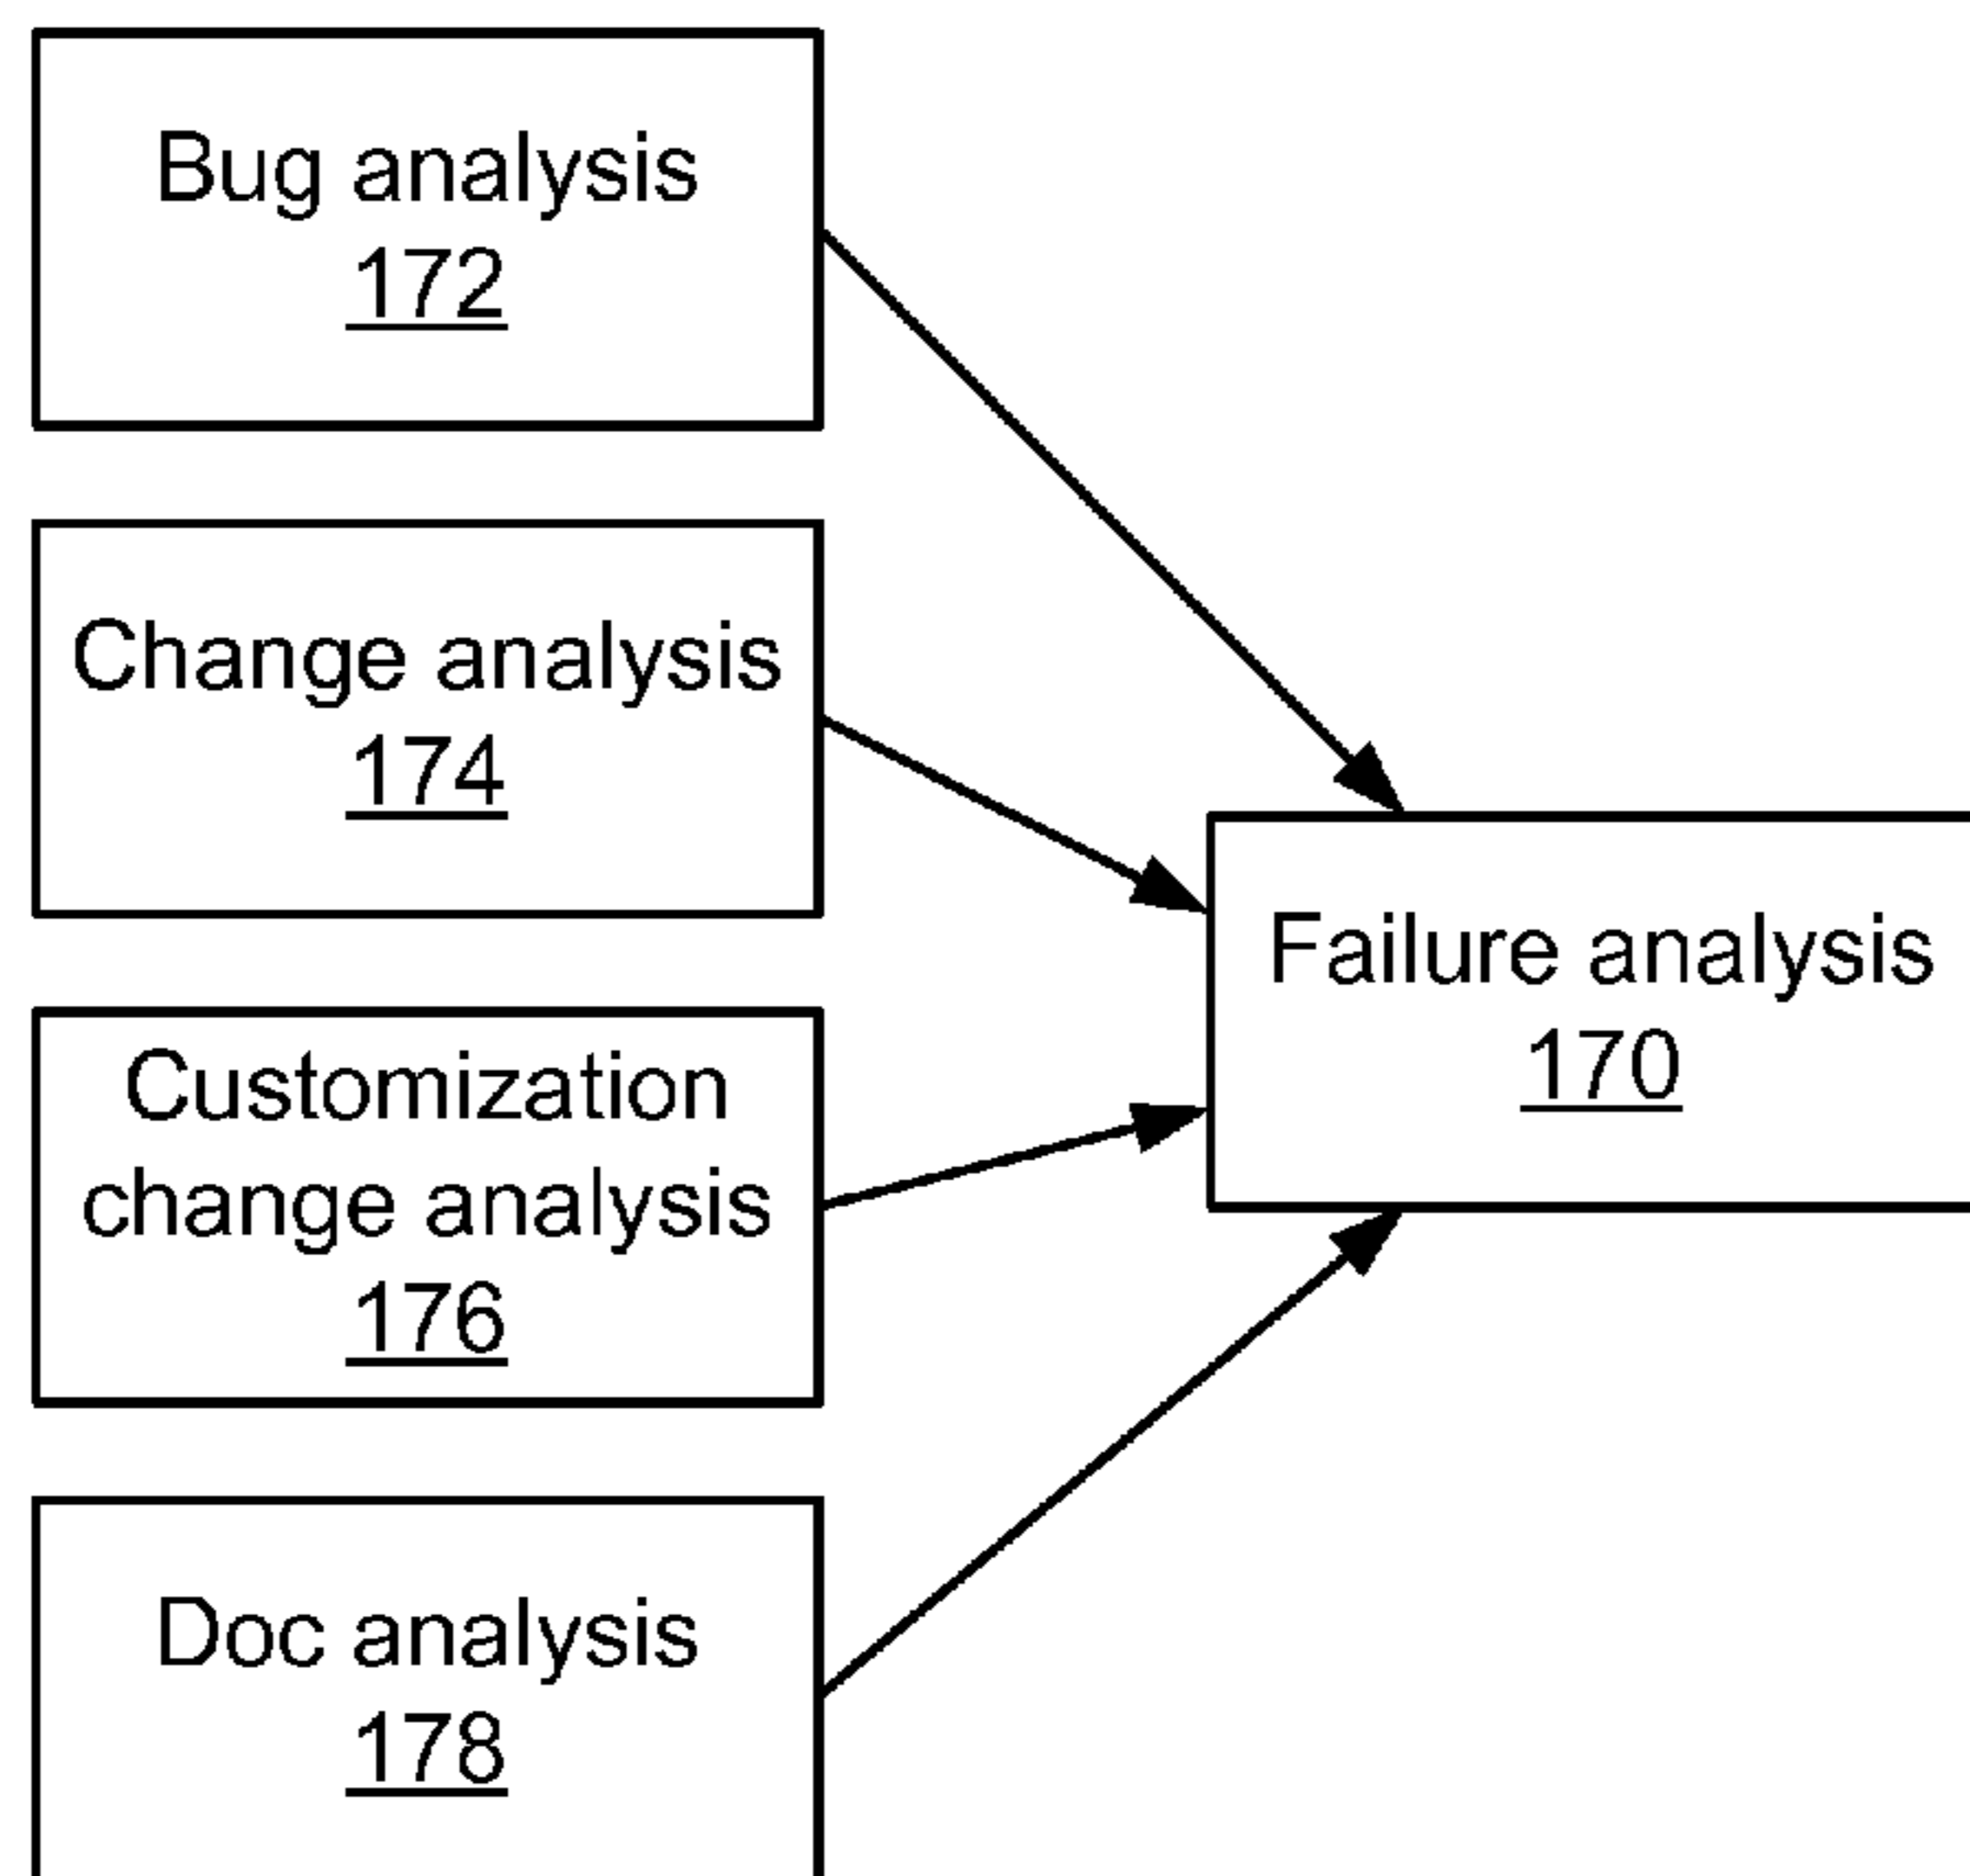 Bug analysis
172
Change analysis
174
Customization
change analysis
176
Doc analysis
178
Failure analysis
170